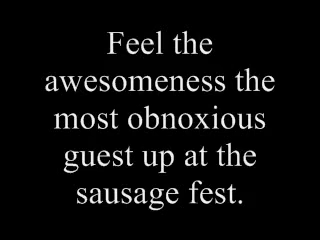 Feel the
awesomeness the
most obnoxious
guest up at the
sausage fest.